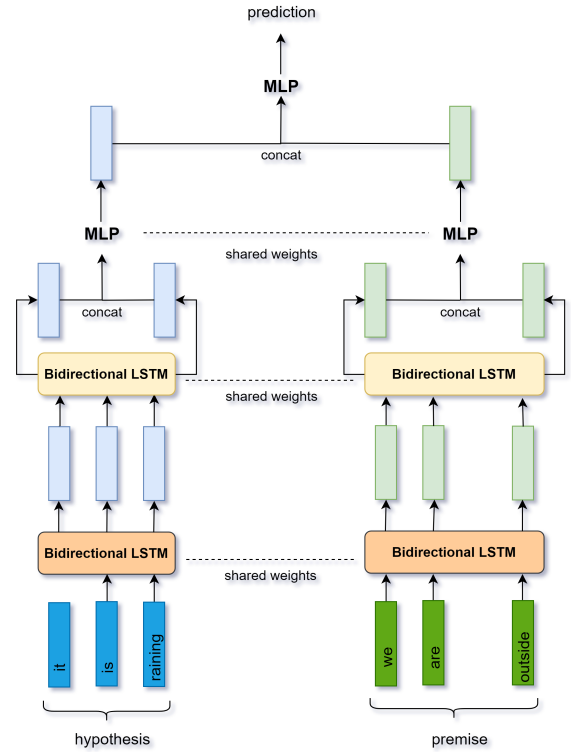 prediction
MLP
concat
MLP
shared weights
MLP
concat
concat
Bidirectional LSTM
shared weights
Bidirectional LSTM
Bidirectional LSTM
shared weights
Bidirectional LSTM
it
is
raining
we
are
outside
hypothesis
premise